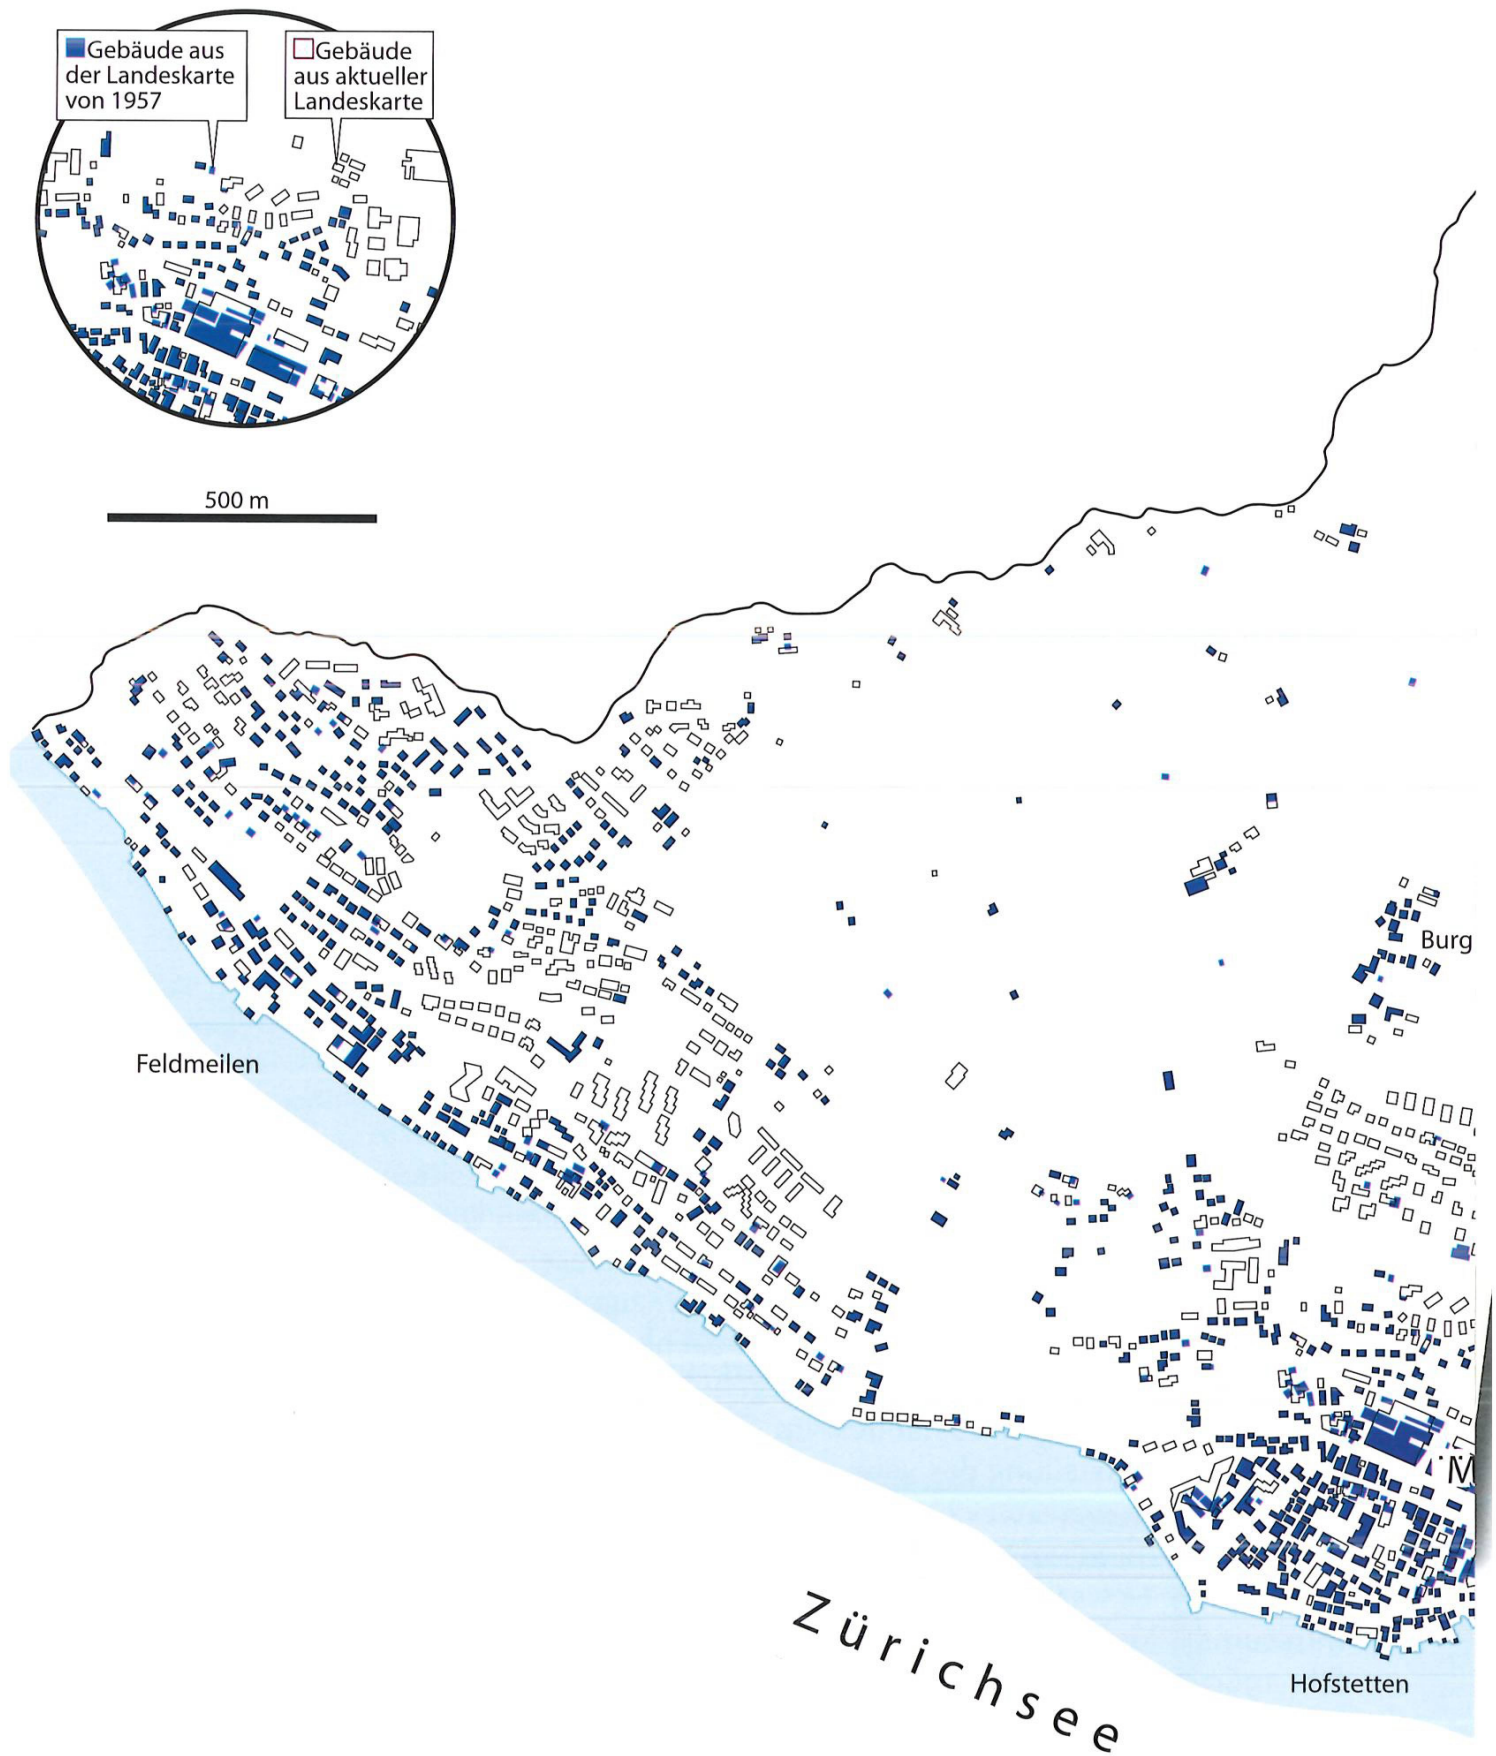 Gebäude aus
der Landeskarte
von 1957
Gebäude
aus aktueller
Landeskarte
500 m
Burg
Feldmeilen
M
Zürichsee
Hofstetten